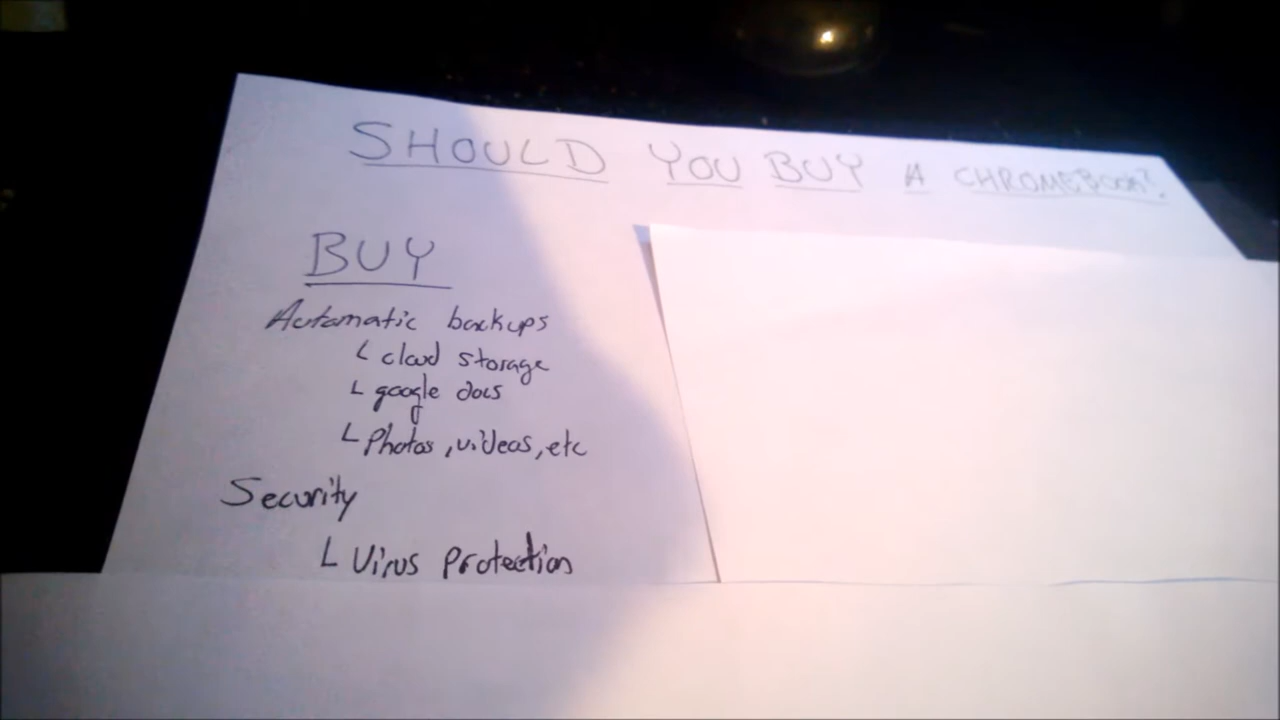 SHOULD YOU BUY A CHROMEBOOK?
BUY
Automatic backups
└ cloud storage
└ google docs
└ Photos, videos, etc
Security
└ Virus protection